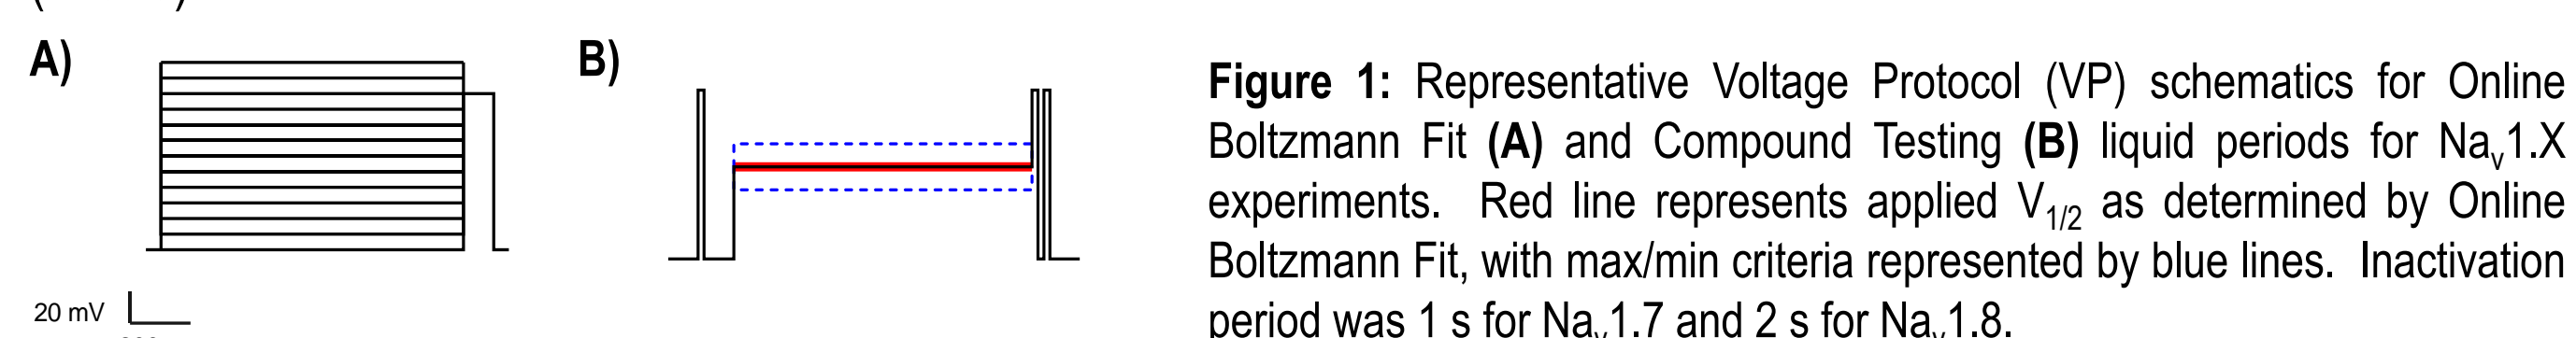 A)
B)
20 mV
Figure 1: Representative Voltage Protocol (VP) schematics for Online
Boltzmann Fit (A) and Compound Testing (B) liquid periods for Nav1.X
experiments. Red line represents applied V1/2 as determined by Online
Boltzmann Fit, with max/min criteria represented by blue lines. Inactivation
period was 1 s for Nav1.7 and 2 s for Nav1.8.